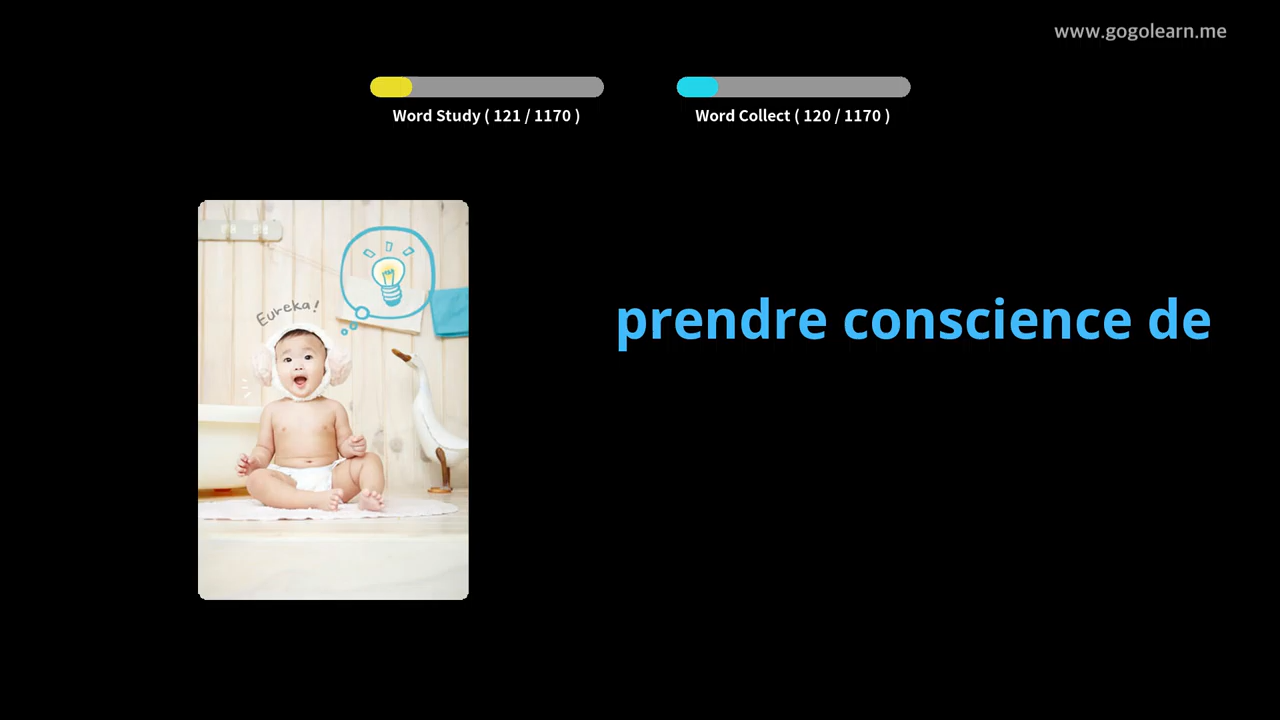 www.gogolearn.me
Word Study ( 121 / 1170 )
Word Collect ( 120 / 1170 )
Eureka!
prendre conscience de